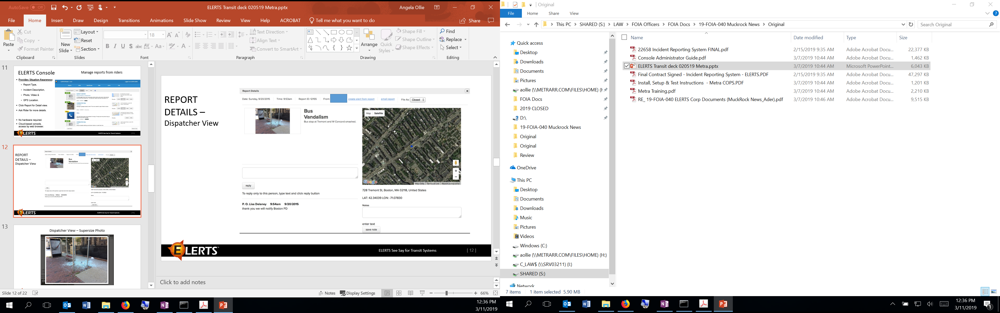 AutoSave Off
ELERTS Transit deck 020519 Metra.pptx
Angela Ollie
File Home Insert Draw Design Transitions Animations Slide Show Review View Help ACROBAT Tell me what you want to do
Share
Paste
Cut
Copy
Format Painter
Clipboard
New
Slide
Layout
Reset
Section
Slides
18
B I U S abc AV Aa
Font
Text Direction
Align Text
Convert to SmartArt
Paragraph
Arrange
Quick
Styles
Shape Fill
Shape Outline
Shape Effects
Drawing
Find
Replace
Select
Editing
11
ELERTS Console
Manage reports from riders
Provides Situation Awareness:
Report Type,
Incident Description,
Photo, Video &
GPS Location.
Click Report for Detail view.
Ask Rider for more details.
No hardware required.
Cloud-based console,
access by web browser.
ELERTS
ELERTS See Say for Transit Systems
[ 11 ]
12
REPORT
DETAILS –
Dispatcher View
Bus
Vandalism
ELERTS
ELERTS See Say for Transit Systems
[ 12 ]
13
Dispatcher View – Supersize Photo
REPORT
DETAILS –
Dispatcher View
Report Details
Date: Sunday, 9/20/2015 Time: 9:53am Report ID: 12155 From: create alert from report email report File As: Closed
Bus
Vandalism
Bus stop at Tremont and W Concord smashed.
Map Satellite
Google
Map Data Terms of Use Report a map error
reply
To reply only to this person, type text and click reply button
P. O. Lisa Delaney 9:54am 9/20/2015
thank you we will notify Boston PD
728 Tremont St, Boston, MA 02118, United States
LAT: 42.34039 LON: -71.07830
Notes
enter text
save note
ELERTS™
ELERTS See Say for Transit Systems
[ 12 ]
Click to add notes
Slide 12 of 22
Notes
Display Settings
66%
12:36 PM
3/11/2019
Original
File Home Share View
This PC > SHARED (S:) > LAW > FOIA Officers > FOIA Docs > 19-FOIA-040 Muckrock News > Original
Search Original
Quick access
Desktop
Downloads
Documents
Pictures
aollie (\\METRARR.COM\FILES\HOME) (H
FOIA Docs
2019 CLOSED
D:\
19-FOIA-040 Muckrock News
Original
Original
Review
OneDrive
This PC
Desktop
Documents
Downloads
Music
Pictures
Videos
Windows (C:)
aollie (\\METRARR.COM\FILES\HOME) (H:)
C_LAW$ (\\SRV03211) (I:)
SHARED (S:)
Network
Name Date modified Type Size
22658 Incident Reporting System FINAL.pdf 2/15/2019 9:35 AM Adobe Acrobat Docu... 22,377 KB
Console Administrator Guide.pdf 3/7/2019 10:44 AM Adobe Acrobat Docu... 1,462 KB
ELERTS Transit deck 020519 Metra.pptx 3/7/2019 10:44 AM Microsoft PowerPoint... 6,043 KB
Final Contract Signed - Incident Reporting System - ELERTS.PDF 2/15/2019 9:35 AM Adobe Acrobat Docu... 47,297 KB
Install, Setup & Test Instructions - Metra COPS.PDF 3/7/2019 10:44 AM Adobe Acrobat Docu... 1,201 KB
Metra Training.pdf 3/7/2019 10:44 AM Adobe Acrobat Docu... 2,210 KB
RE_ 19-FOIA-040 ELERTS Corp Documents (MuckRock News_Ader).pdf 3/7/2019 10:46 AM Adobe Acrobat Docu... 9,515 KB
7 items
1 item selected 5.90 MB
12:36 PM
3/11/2019
1